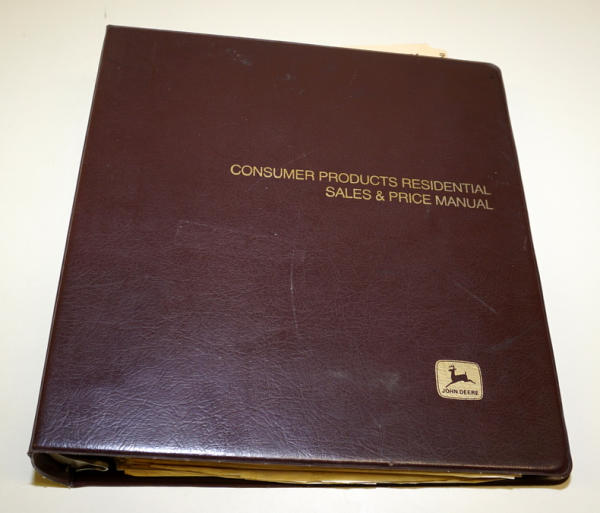 CONSUMER PRODUCTS RESIDENTIAL
SALES & PRICE MANUAL
JOHN DEERE